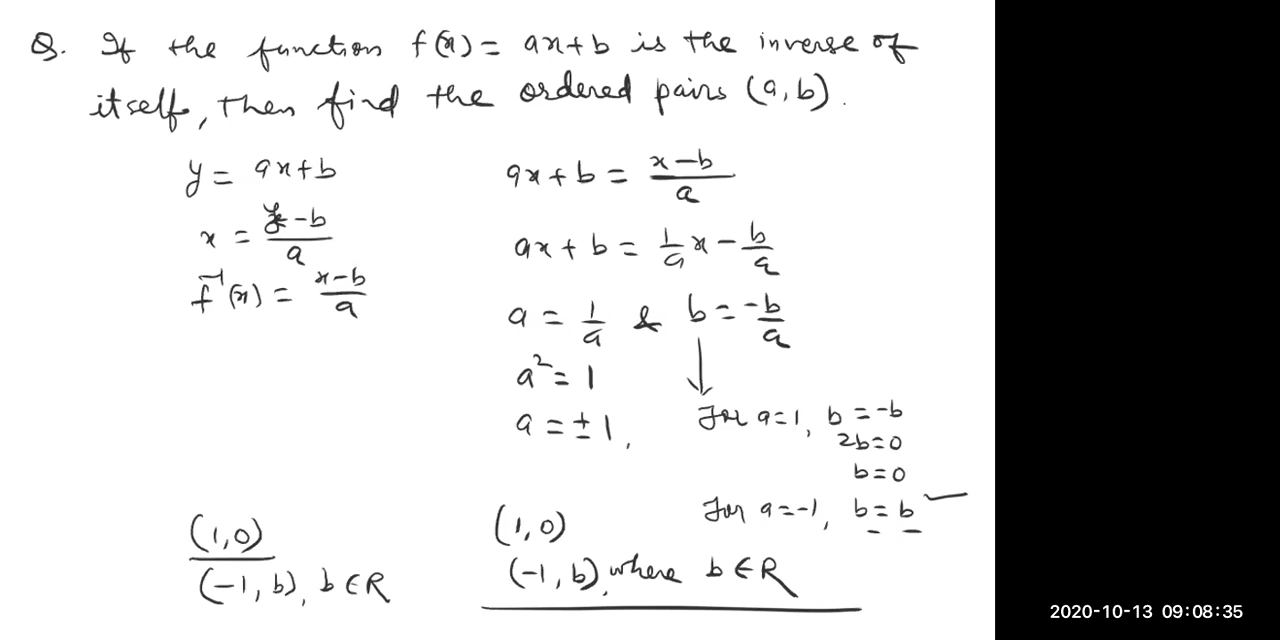 Q. If the function f(x) = ax+b is the inverse of
itself, then find the ordered pairs (a, b).
y = ax+b
x = y-b/a
f⁻¹(x) = x-b/a
ax+b = x-b/a
ax+b = 1/a x - b/a
a = 1/a & b = -b/a
a² = 1
a = ±1,
For a=1, b = -b
2b=0
b=0
For a=-1, b = b
(1,0)
(-1, b), b ∈ R
(1,0)
(-1, b), where b ∈ R
2020-10-13 09:08:35